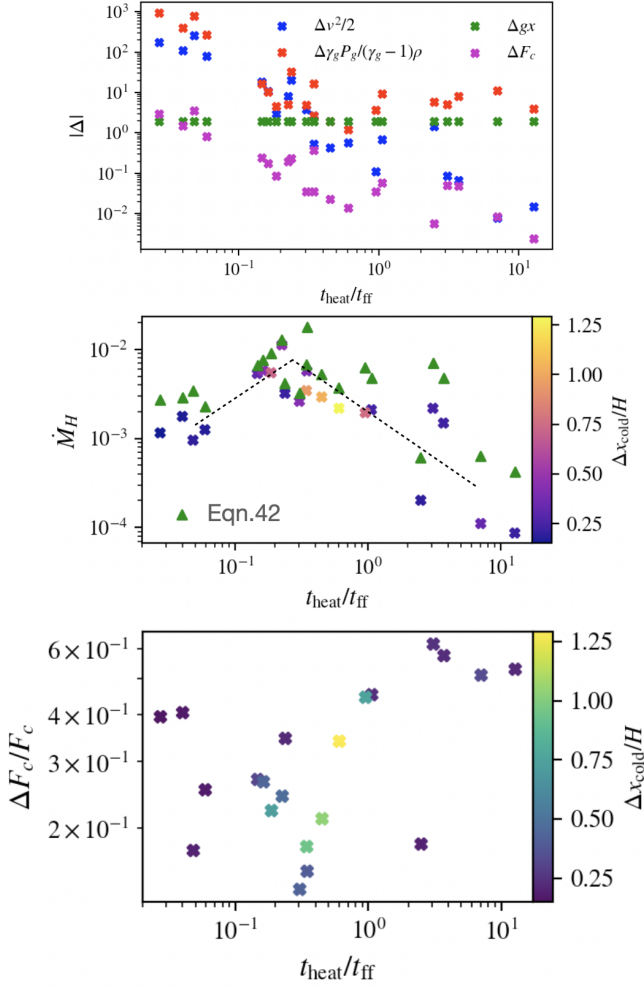 Δv²/2 Δgx
Δγ_g P_g/(γ_g − 1)ρ ΔF_c
10³
10²
10¹
10⁰
10⁻¹
10⁻²
|Δ|
10⁻¹ 10⁰ 10¹
t_heat/t_ff
10⁻²
10⁻³
10⁻⁴
Ṁ_H
Eqn.42
10⁻¹ 10⁰ 10¹
t_heat/t_ff
1.25
1.00
0.75
0.50
0.25
Δx_cold/H
6×10⁻¹
4×10⁻¹
3×10⁻¹
2×10⁻¹
ΔF_c/F_c
10⁻¹ 10⁰ 10¹
t_heat/t_ff
1.25
1.00
0.75
0.50
0.25
Δx_cold/H